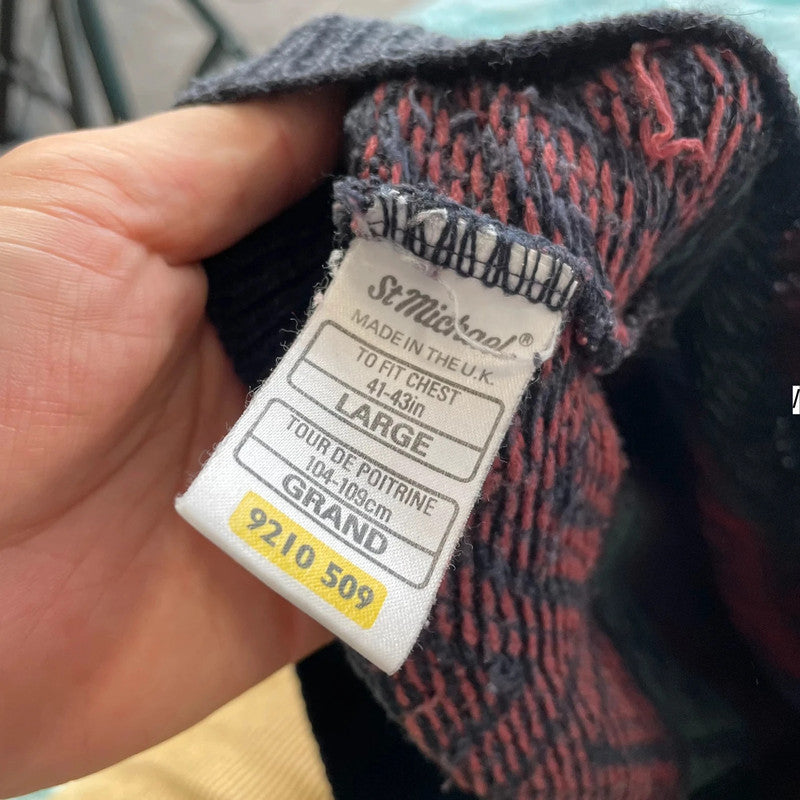 St Michael®
MADE IN THE U.K.
TO FIT CHEST
41-43in
LARGE
TOUR DE POITRINE
104-109cm
GRAND
9210 509